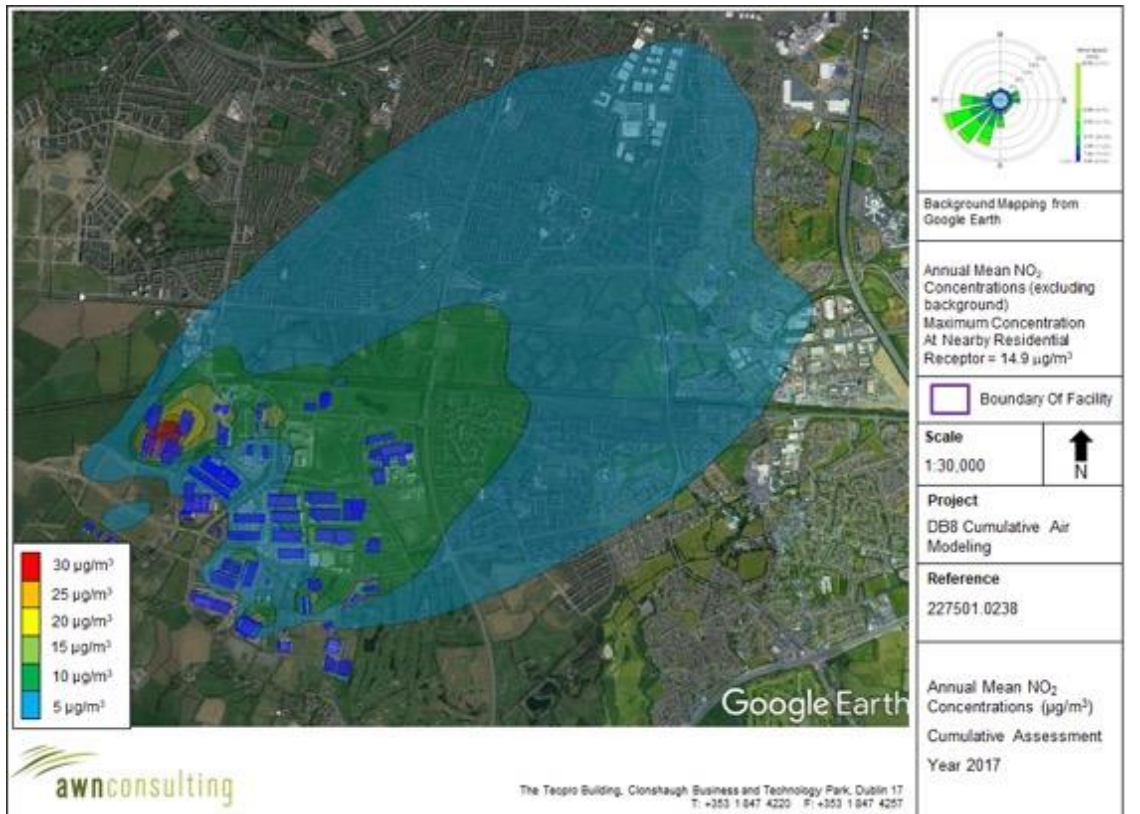 Background Mapping from
Google Earth
Annual Mean NO₂
Concentrations (excluding
background)
Maximum Concentration
At Nearby Residential
Receptor = 14.9 µg/m³
Boundary Of Facility
Scale
1:30,000
N
Project
DB8 Cumulative Air
Modeling
Reference
227501.0238
Annual Mean NO₂
Concentrations (µg/m³)
Cumulative Assessment
Year 2017
30 µg/m³
25 µg/m³
20 µg/m³
15 µg/m³
10 µg/m³
5 µg/m³
Google Earth
awnconsulting
The Tecpro Building, Clonshaugh Business and Technology Park, Dublin 17
T: +353 1 847 4220 F: +353 1 847 4257